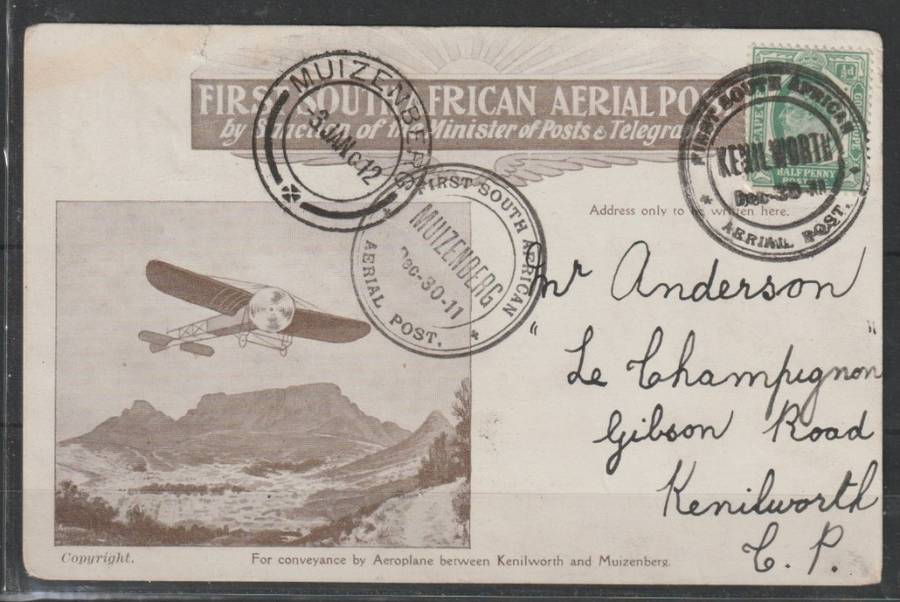 FIRST SOUTH AFRICAN AERIAL POST
by Sanction of the Minister of Posts & Telegraphs
MUIZENBERG
3 JAN 12
FIRST SOUTH AFRICAN
KENILWORTH
Dec-30-11
AERIAL POST.
HALFPENNY
FIRST SOUTH AFRICAN
MUIZENBERG
Dec-30-11
AERIAL POST.
Address only to be written here.
Mr Anderson
"Le Champignon"
Gibson Road
Kenilworth
C. P.
Copyright.
For conveyance by Aeroplane between Kenilworth and Muizenberg.